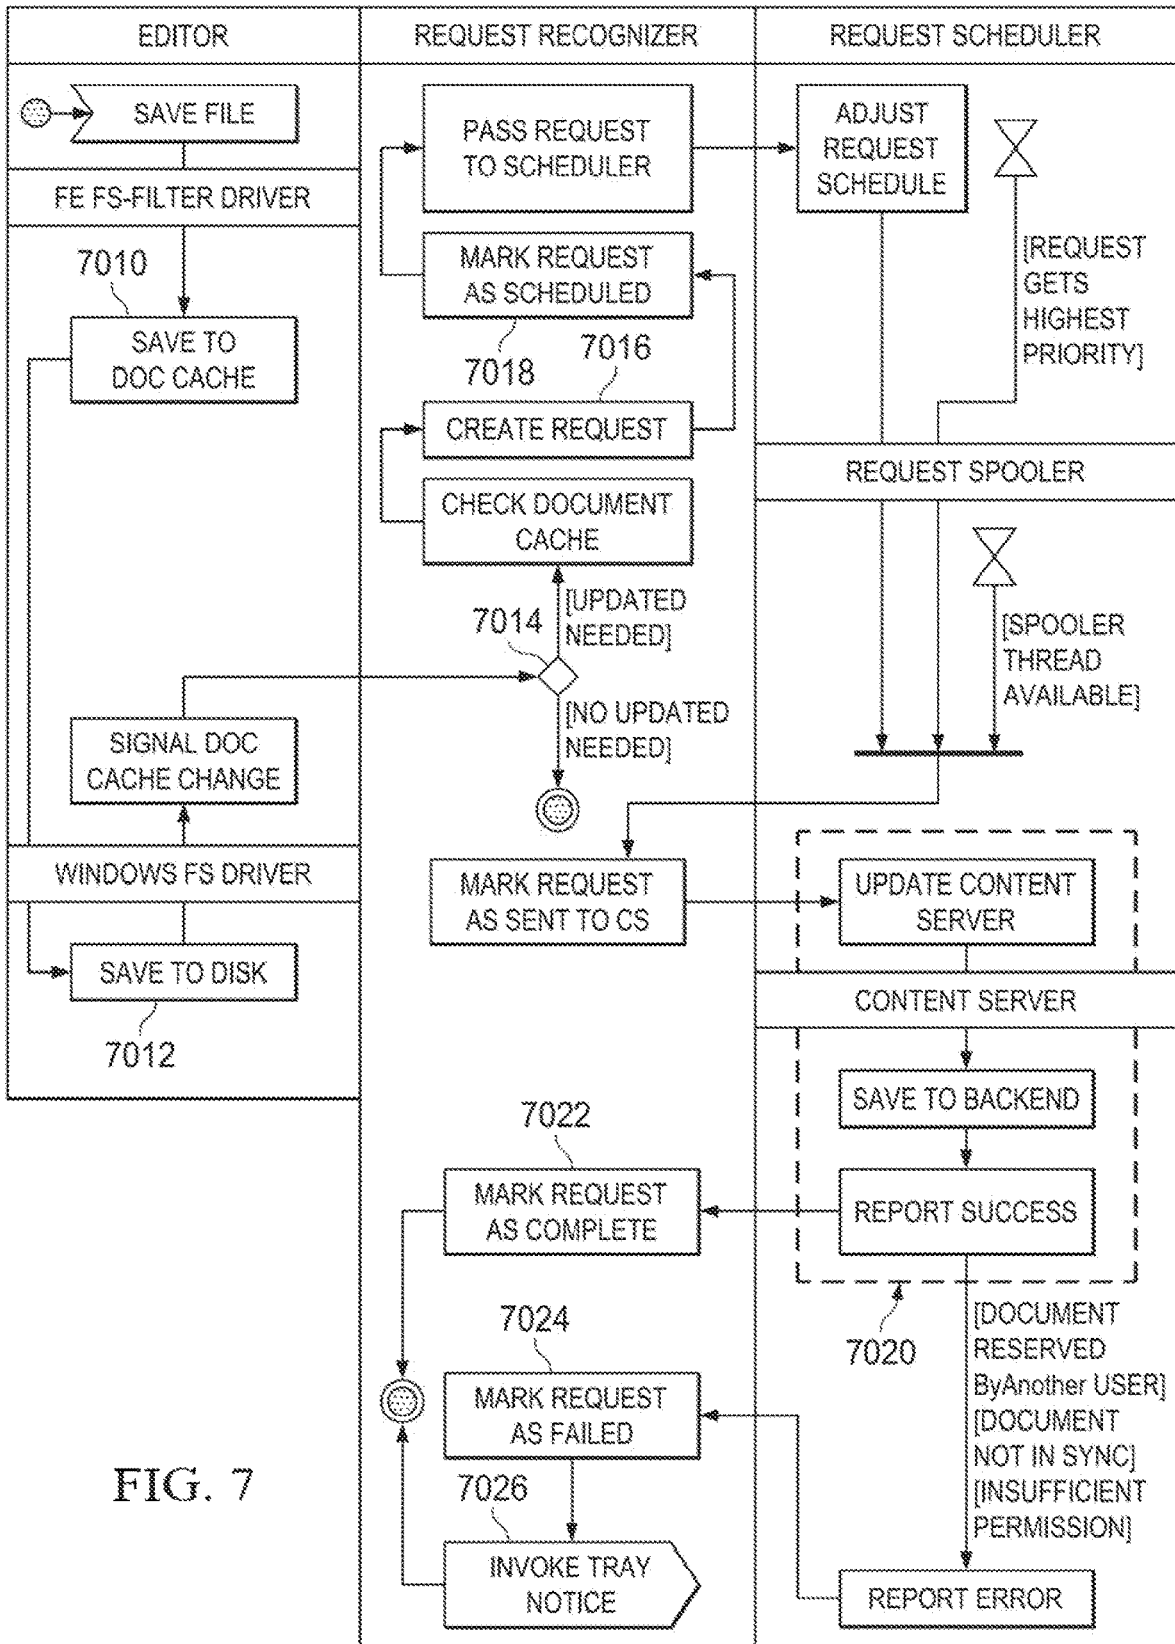 EDITOR
REQUEST RECOGNIZER
REQUEST SCHEDULER
SAVE FILE
FE FS-FILTER DRIVER
7010
SAVE TO
DOC CACHE
SIGNAL DOC
CACHE CHANGE
WINDOWS FS DRIVER
SAVE TO DISK
7012
PASS REQUEST
TO SCHEDULER
MARK REQUEST
AS SCHEDULED
7018
7016
CREATE REQUEST
CHECK DOCUMENT
CACHE
[UPDATED
NEEDED]
7014
[NO UPDATED
NEEDED]
MARK REQUEST
AS SENT TO CS
7022
MARK REQUEST
AS COMPLETE
7024
MARK REQUEST
AS FAILED
7026
INVOKE TRAY
NOTICE
ADJUST
REQUEST
SCHEDULE
[REQUEST
GETS
HIGHEST
PRIORITY]
REQUEST SPOOLER
[SPOOLER
THREAD
AVAILABLE]
UPDATE CONTENT
SERVER
CONTENT SERVER
SAVE TO BACKEND
REPORT SUCCESS
7020
[DOCUMENT
RESERVED
ByAnother USER]
[DOCUMENT
NOT IN SYNC]
[INSUFFICIENT
PERMISSION]
REPORT ERROR
FIG. 7